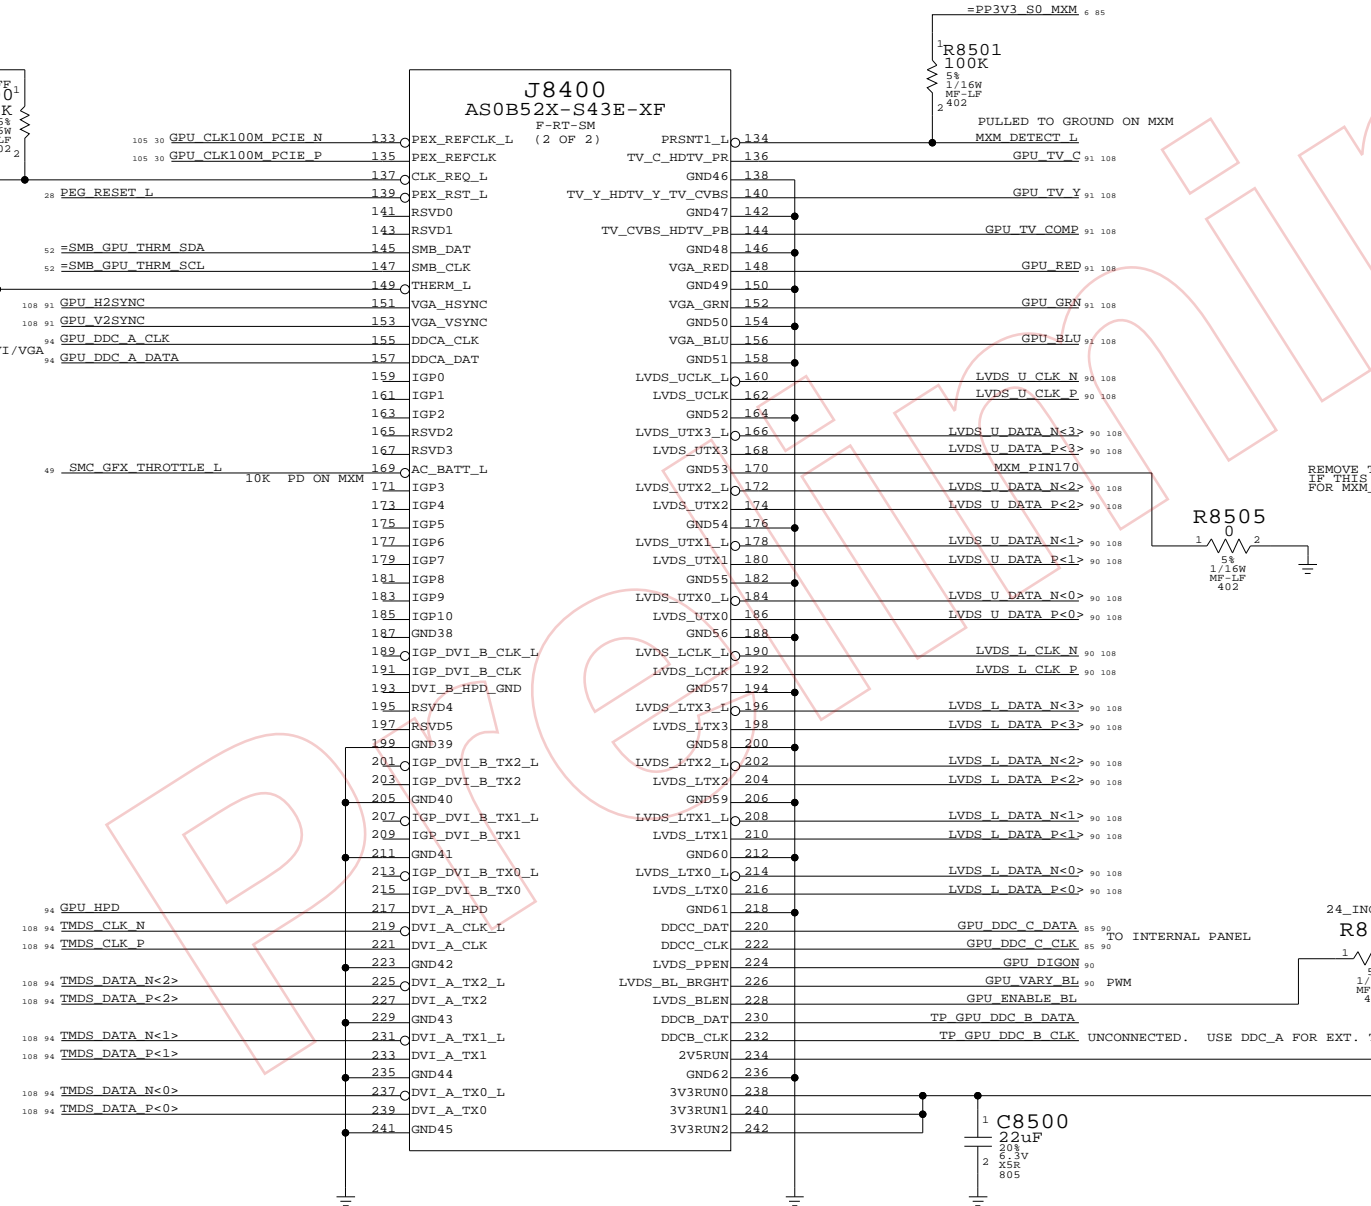 =PP3V3_S0_MXM 6 85
R8501
100K
5%
1/16W
MF-LF
402
1
2
PULLED TO GROUND ON MXM
J8400
AS0B52X-S43E-XF
F-RT-SM
(2 OF 2)
105 30 GPU_CLK100M_PCIE_N 133 PEX_REFCLK_L
105 30 GPU_CLK100M_PCIE_P 135 PEX_REFCLK
137 CLK_REQ_L
28 PEG_RESET_L 139 PEX_RST_L
141 RSVD0
143 RSVD1
52 =SMB_GPU_THRM_SDA 145 SMB_DAT
52 =SMB_GPU_THRM_SCL 147 SMB_CLK
149 THERM_L
108 91 GPU_H2SYNC 151 VGA_HSYNC
108 91 GPU_V2SYNC 153 VGA_VSYNC
94 GPU_DDC_A_CLK 155 DDCA_CLK
94 GPU_DDC_A_DATA 157 DDCA_DAT
159 IGP0
161 IGP1
163 IGP2
165 RSVD2
167 RSVD3
49 SMC_GFX_THROTTLE_L 169 AC_BATT_L
10K PD ON MXM
171 IGP3
173 IGP4
175 IGP5
177 IGP6
179 IGP7
181 IGP8
183 IGP9
185 IGP10
187 GND38
189 IGP_DVI_B_CLK_L
191 IGP_DVI_B_CLK
193 DVI_B_HPD_GND
195 RSVD4
197 RSVD5
199 GND39
201 IGP_DVI_B_TX2_L
203 IGP_DVI_B_TX2
205 GND40
207 IGP_DVI_B_TX1_L
209 IGP_DVI_B_TX1
211 GND41
213 IGP_DVI_B_TX0_L
215 IGP_DVI_B_TX0
94 GPU_HPD 217 DVI_A_HPD
108 94 TMDS_CLK_N 219 DVI_A_CLK_L
108 94 TMDS_CLK_P 221 DVI_A_CLK
223 GND42
108 94 TMDS_DATA_N<2> 225 DVI_A_TX2_L
108 94 TMDS_DATA_P<2> 227 DVI_A_TX2
229 GND43
108 94 TMDS_DATA_N<1> 231 DVI_A_TX1_L
108 94 TMDS_DATA_P<1> 233 DVI_A_TX1
235 GND44
108 94 TMDS_DATA_N<0> 237 DVI_A_TX0_L
108 94 TMDS_DATA_P<0> 239 DVI_A_TX0
241 GND45
PRSNT1_L 134 MXM_DETECT_L
TV_C_HDTV_PR 136 GPU_TV_C 91 108
GND46 138
TV_Y_HDTV_Y_TV_CVBS 140 GPU_TV_Y 91 108
GND47 142
TV_CVBS_HDTV_PB 144 GPU_TV_COMP 91 108
GND48 146
VGA_RED 148 GPU_RED 91 108
GND49 150
VGA_GRN 152 GPU_GRN 91 108
GND50 154
VGA_BLU 156 GPU_BLU 91 108
GND51 158
LVDS_UCLK_L 160 LVDS_U_CLK_N 90 108
LVDS_UCLK 162 LVDS_U_CLK_P 90 108
GND52 164
LVDS_UTX3_L 166 LVDS_U_DATA_N<3> 90 108
LVDS_UTX3 168 LVDS_U_DATA_P<3> 90 108
GND53 170 MXM_PIN170
LVDS_UTX2_L 172 LVDS_U_DATA_N<2> 90 108
LVDS_UTX2 174 LVDS_U_DATA_P<2> 90 108
GND54 176
LVDS_UTX1_L 178 LVDS_U_DATA_N<1> 90 108
LVDS_UTX1 180 LVDS_U_DATA_P<1> 90 108
GND55 182
LVDS_UTX0_L 184 LVDS_U_DATA_N<0> 90 108
LVDS_UTX0 186 LVDS_U_DATA_P<0> 90 108
GND56 188
LVDS_LCLK_L 190 LVDS_L_CLK_N 90 108
LVDS_LCLK 192 LVDS_L_CLK_P 90 108
GND57 194
LVDS_LTX3_L 196 LVDS_L_DATA_N<3> 90 108
LVDS_LTX3 198 LVDS_L_DATA_P<3> 90 108
GND58 200
LVDS_LTX2_L 202 LVDS_L_DATA_N<2> 90 108
LVDS_LTX2 204 LVDS_L_DATA_P<2> 90 108
GND59 206
LVDS_LTX1_L 208 LVDS_L_DATA_N<1> 90 108
LVDS_LTX1 210 LVDS_L_DATA_P<1> 90 108
GND60 212
LVDS_LTX0_L 214 LVDS_L_DATA_N<0> 90 108
LVDS_LTX0 216 LVDS_L_DATA_P<0> 90 108
GND61 218
DDCC_DAT 220 GPU_DDC_C_DATA 85 90
DDCC_CLK 222 GPU_DDC_C_CLK 85 90
TO INTERNAL PANEL
LVDS_PPEN 224 GPU_DIGON 90
LVDS_BL_BRGHT 226 GPU_VARY_BL 90 PWM
LVDS_BLEN 228 GPU_ENABLE_BL
DDCB_DAT 230 TP_GPU_DDC_B_DATA
DDCB_CLK 232 TP_GPU_DDC_B_CLK UNCONNECTED. USE DDC_A FOR EXT.
2V5RUN 234
GND62 236
3V3RUN0 238
3V3RUN1 240
3V3RUN2 242
REMOVE
IF THIS
FOR MXM_
R8505
0
1 2
5%
1/16W
MF-LF
402
24_IN
R8
1
C8500
22uF
20%
6.3V
X5R
805
1
2
I/VGA
Prelimin